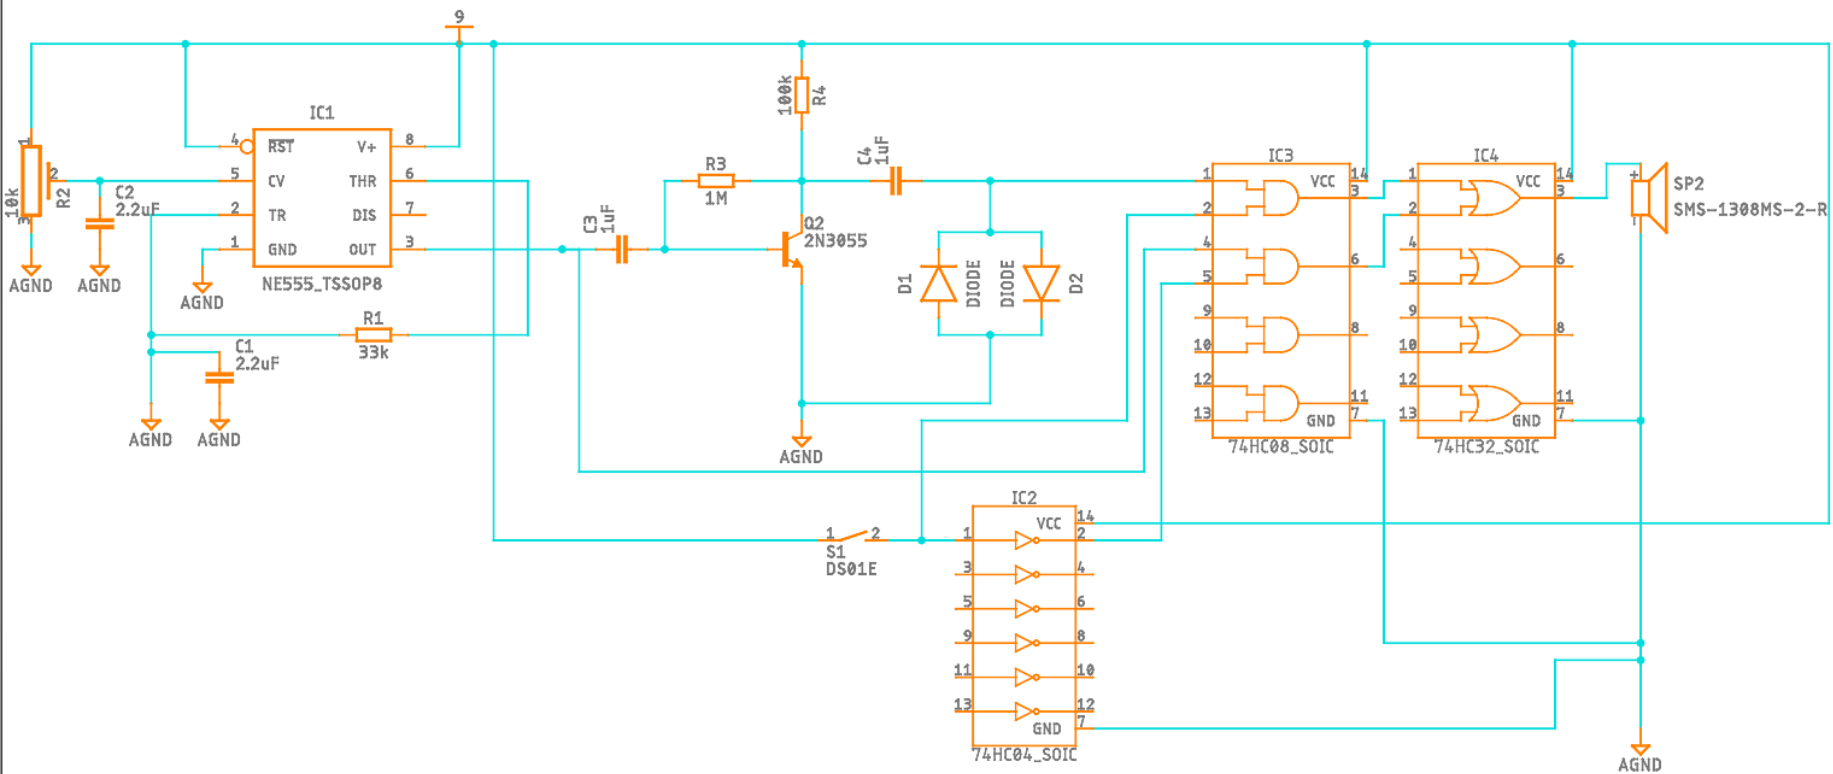 9
IC1
4
RST
V+
8
5
CV
THR
6
2
TR
DIS
7
1
GND
OUT
3
NE555_TSSOP8
1
2
3
10k
R2
C2
2.2uF
AGND
AGND
AGND
R1
33k
C1
2.2uF
AGND
AGND
100k
R4
R3
1M
C3
1uF
C4
1uF
Q2
2N3055
AGND
D1
DIODE
DIODE
D2
1
2
S1
DS01E
IC3
1
VCC
14
2
3
4
5
6
9
10
8
12
13
11
GND
7
74HC08_SOIC
IC4
1
VCC
14
2
3
4
5
6
9
10
8
12
13
11
GND
7
74HC32_SOIC
+
-
SP2
SMS-1308MS-2-R
IC2
VCC
14
1
2
3
4
5
6
9
8
11
10
13
12
GND
7
74HC04_SOIC
AGND